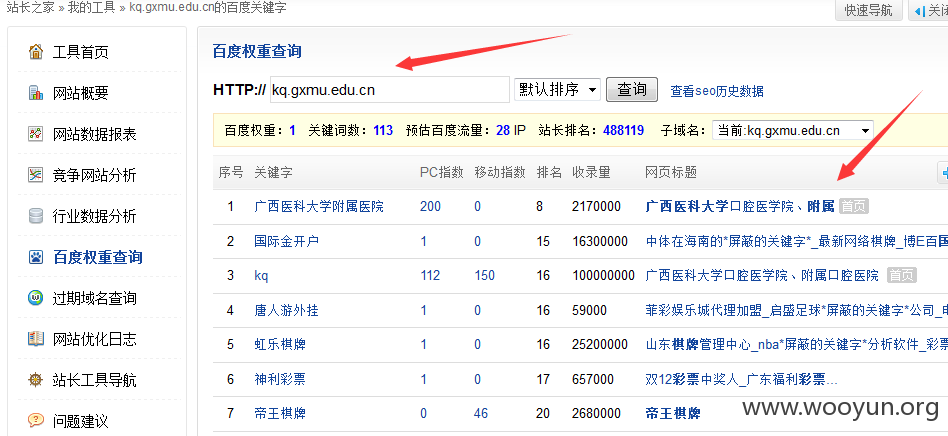 站长之家 » 我的工具 » kq.gxmu.edu.cn的百度关键字
快速导航
关闭
工具首页
网站概要
网站数据报表
竞争网站分析
行业数据分析
百度权重查询
过期域名查询
网站优化日志
站长工具导航
问题建议
百度权重查询
HTTP:// kq.gxmu.edu.cn 默认排序 查询 查看seo历史数据
百度权重：1 关键词数：113 预估百度流量：28 IP 站长排名：488119 子域名： 当前:kq.gxmu.edu.cn
序号 关键字 PC指数 移动指数 排名 收录量 网页标题
1 广西医科大学附属医院 200 0 8 2170000 广西医科大学口腔医学院、附属 首页
2 国际金开户 1 0 15 16300000 中体在海南的*屏蔽的关键字*_最新网络棋牌_博E百国
3 kq 112 150 16 100000000 广西医科大学口腔医学院、附属口腔医院 首页
4 唐人游外挂 1 0 16 59000 菲彩娱乐城代理加盟_启盛足球*屏蔽的关键字*公司_电
5 虹乐棋牌 1 0 16 25200000 山东棋牌管理中心_nba*屏蔽的关键字*分析软件_彩票
6 神利彩票 1 0 17 657000 双12彩票中奖人_广东福利彩票...
7 帝王棋牌 0 46 20 2680000 帝王棋牌
www.wooyun.org